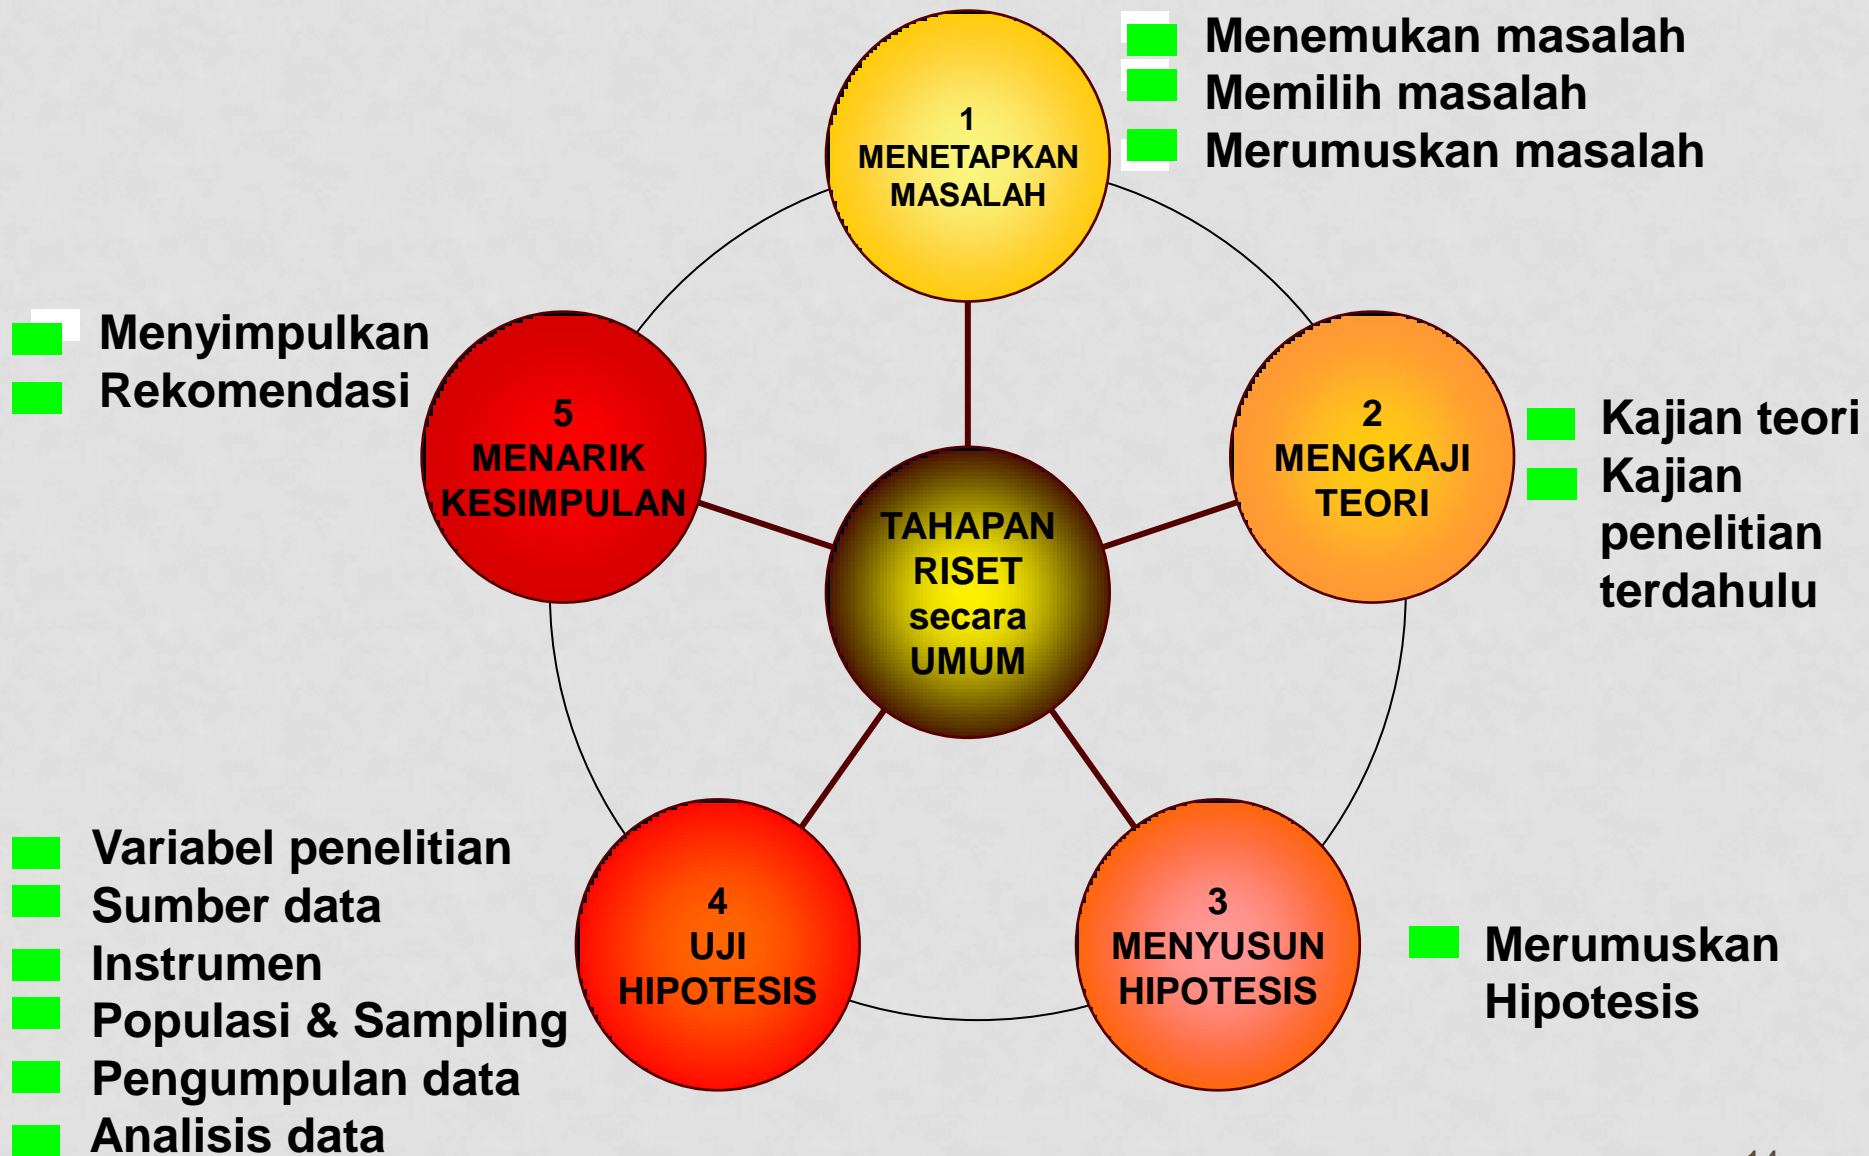 1
MENETAPKAN
MASALAH
Menemukan masalah
Memilih masalah
Merumuskan masalah
2
MENGKAJI
TEORI
Kajian teori
Kajian
penelitian
terdahulu
3
MENYUSUN
HIPOTESIS
Merumuskan
Hipotesis
4
UJI
HIPOTESIS
Variabel penelitian
Sumber data
Instrumen
Populasi & Sampling
Pengumpulan data
Analisis data
5
MENARIK
KESIMPULAN
Menyimpulkan
Rekomendasi
TAHAPAN
RISET
secara
UMUM